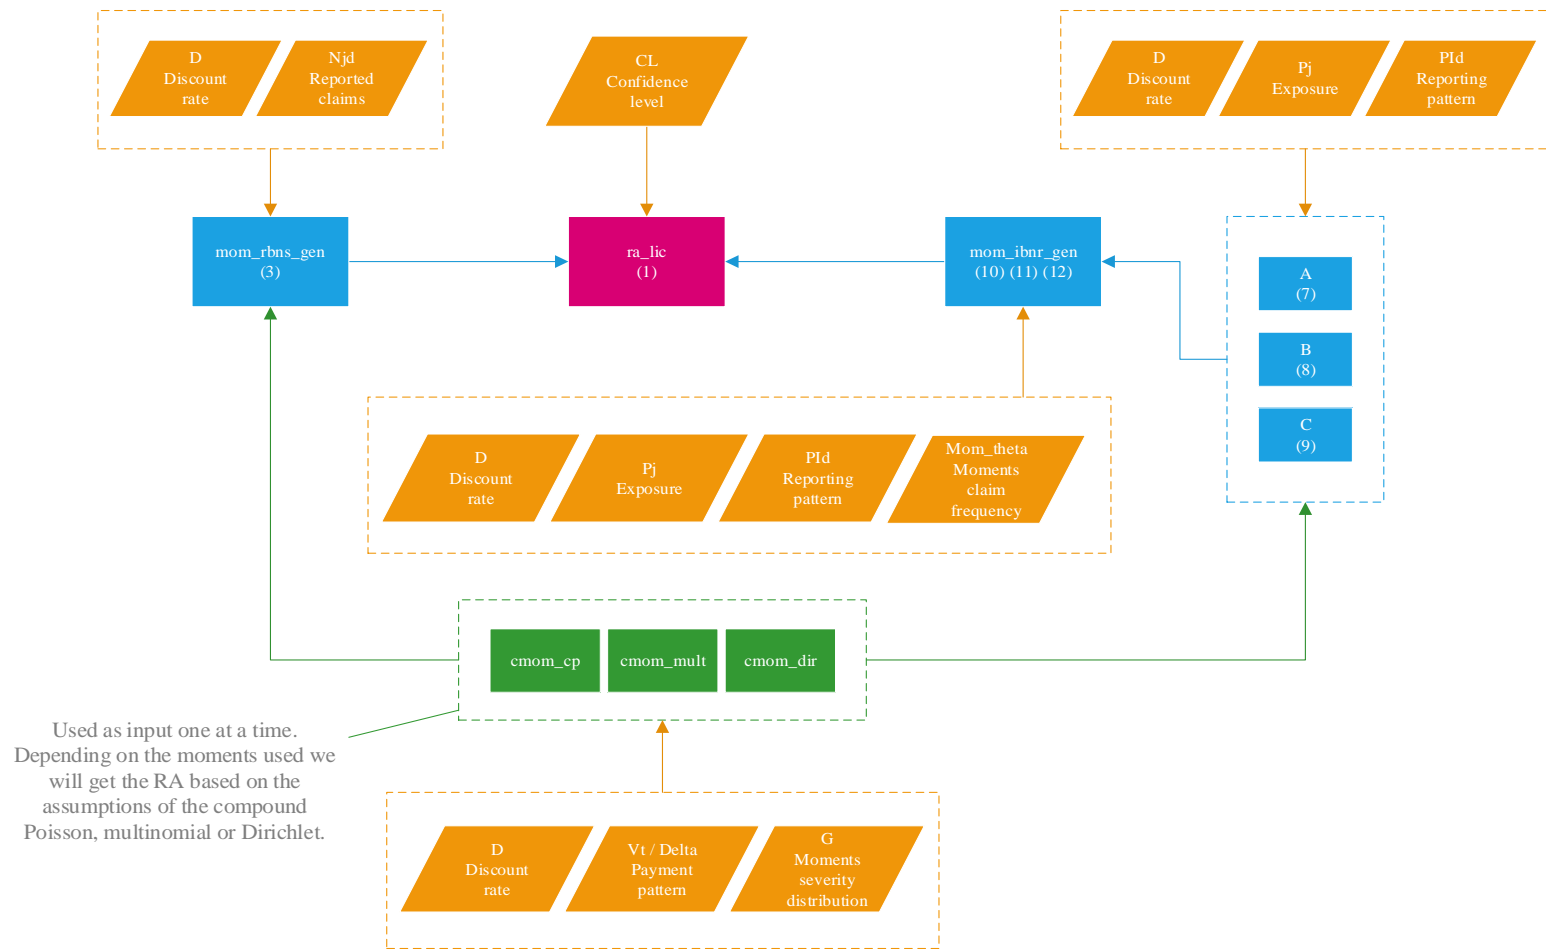 D
Discount
rate
Njd
Reported
claims
CL
Confidence
level
D
Discount
rate
Pj
Exposure
PId
Reporting
pattern
mom_rbns_gen
(3)
ra_lic
(1)
mom_ibnr_gen
(10) (11) (12)
A
(7)
B
(8)
C
(9)
D
Discount
rate
Pj
Exposure
PId
Reporting
pattern
Mom_theta
Moments
claim
frequency
cmom_cp
cmom_mult
cmom_dir
Used as input one at a time.
Depending on the moments used we
will get the RA based on the
assumptions of the compound
Poisson, multinomial or Dirichlet.
D
Discount
rate
Vt / Delta
Payment
pattern
G
Moments
severity
distribution